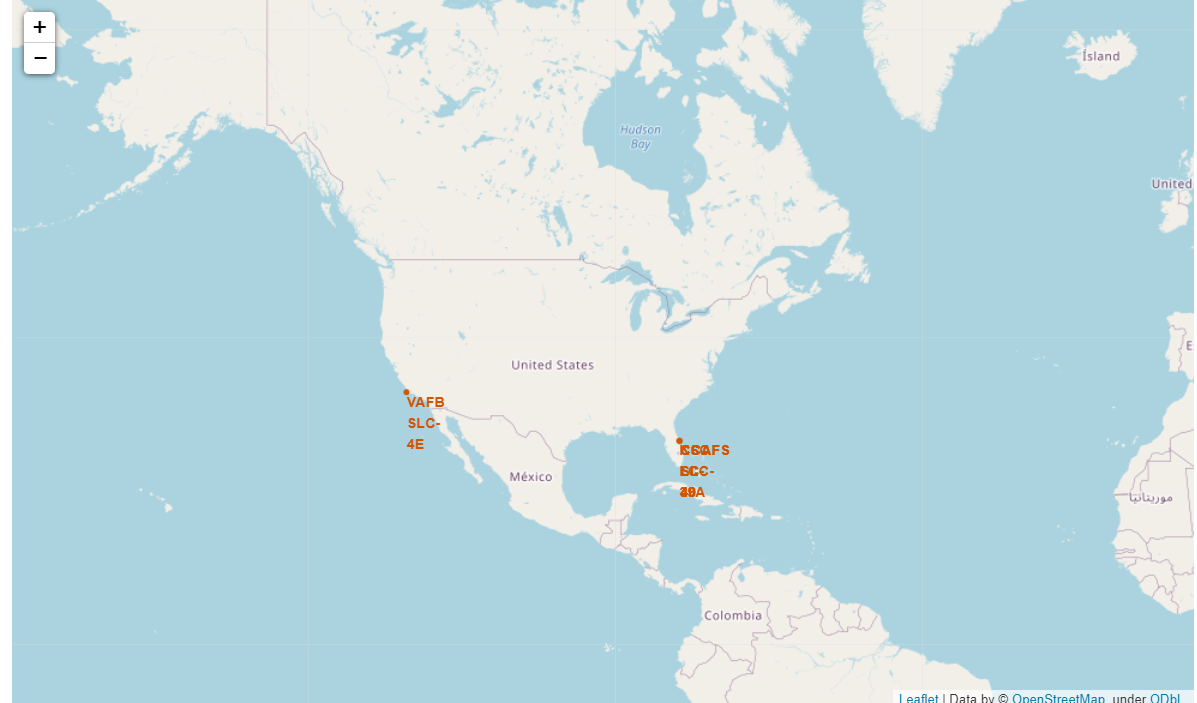 +
−
Ísland
Hudson
Bay
United
United States
E
VAFB
SLC-
4E
México
موريتانيا
Colombia
Leaflet | Data by © OpenStreetMap, under ODbL.